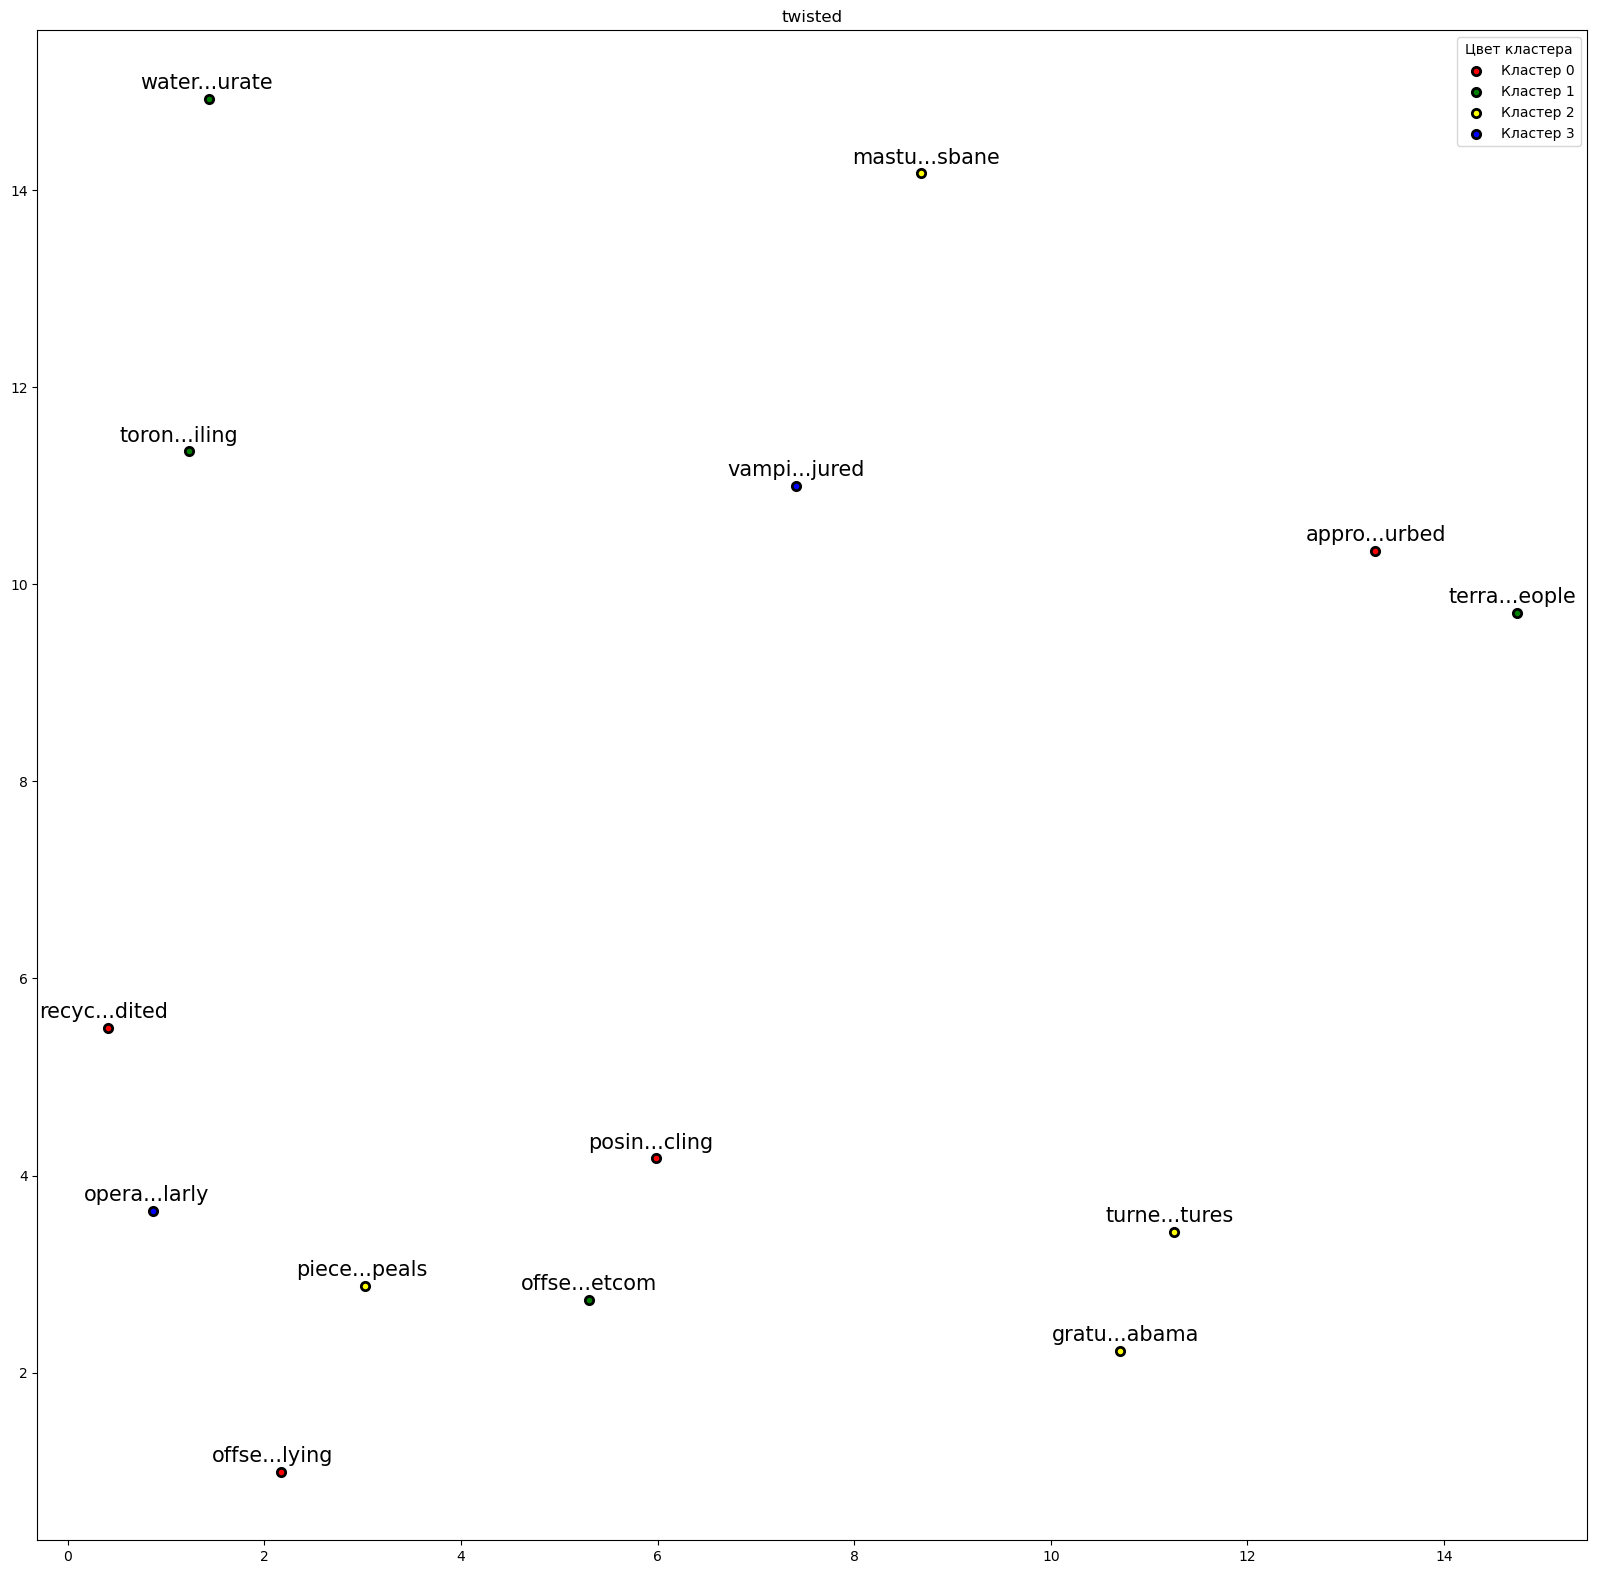 twisted
Цвет кластера
Кластер 0
Кластер 1
Кластер 2
Кластер 3
water...urate
mastu...sbane
toron...iling
vampi...jured
appro...urbed
terra...eople
recyc...dited
posin...cling
opera...larly
turne...tures
piece...peals
offse...etcom
gratu...abama
offse...lying
14
12
10
8
6
4
2
0 2 4 6 8 10 12 14